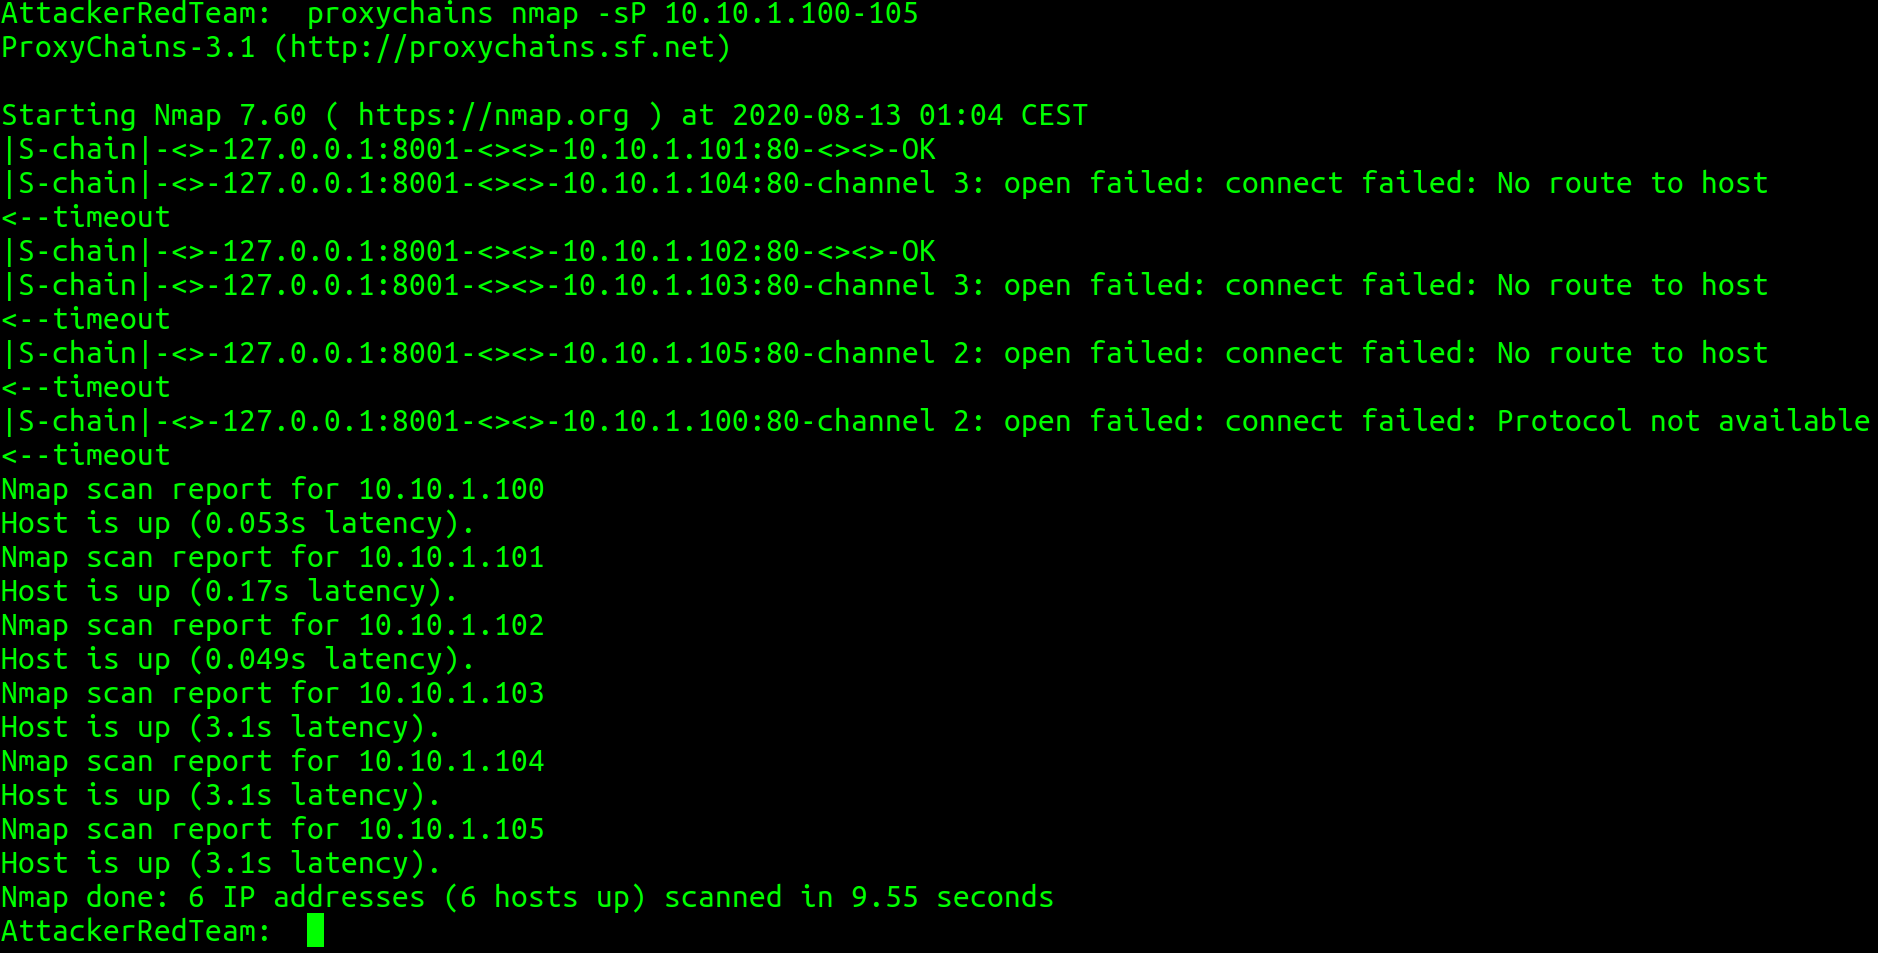 AttackerRedTeam:  proxychains nmap -sP 10.10.1.100-105
ProxyChains-3.1 (http://proxychains.sf.net)
Starting Nmap 7.60 ( https://nmap.org ) at 2020-08-13 01:04 CEST
|S-chain|-<>-127.0.0.1:8001-<><>-10.10.1.101:80-<><>-OK
|S-chain|-<>-127.0.0.1:8001-<><>-10.10.1.104:80-channel 3: open failed: connect failed: No route to host
<--timeout
|S-chain|-<>-127.0.0.1:8001-<><>-10.10.1.102:80-<><>-OK
|S-chain|-<>-127.0.0.1:8001-<><>-10.10.1.103:80-channel 3: open failed: connect failed: No route to host
<--timeout
|S-chain|-<>-127.0.0.1:8001-<><>-10.10.1.105:80-channel 2: open failed: connect failed: No route to host
<--timeout
|S-chain|-<>-127.0.0.1:8001-<><>-10.10.1.100:80-channel 2: open failed: connect failed: Protocol not available
<--timeout
Nmap scan report for 10.10.1.100
Host is up (0.053s latency).
Nmap scan report for 10.10.1.101
Host is up (0.17s latency).
Nmap scan report for 10.10.1.102
Host is up (0.049s latency).
Nmap scan report for 10.10.1.103
Host is up (3.1s latency).
Nmap scan report for 10.10.1.104
Host is up (3.1s latency).
Nmap scan report for 10.10.1.105
Host is up (3.1s latency).
Nmap done: 6 IP addresses (6 hosts up) scanned in 9.55 seconds
AttackerRedTeam: